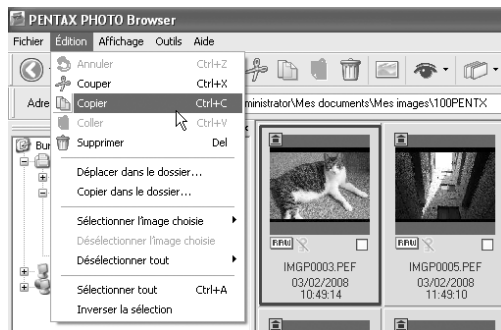 PENTAX PHOTO Browser
Fichier Édition Affichage Outils Aide
Annuler Ctrl+Z
Couper Ctrl+X
Adre
Copier Ctrl+C
ministrator\Mes documents\Mes images\100PENTX
Coller Ctrl+V
Bur
Supprimer Del
Déplacer dans le dossier...
Copier dans le dossier...
Sélectionner l'image choisie
Désélectionner l'image choisie
Désélectionner tout
Sélectionner tout Ctrl+A
Inverser la sélection
RAW
RAW
IMGP0003.PEF
IMGP0005.PEF
03/02/2008
03/02/2008
10:49:14
11:49:10